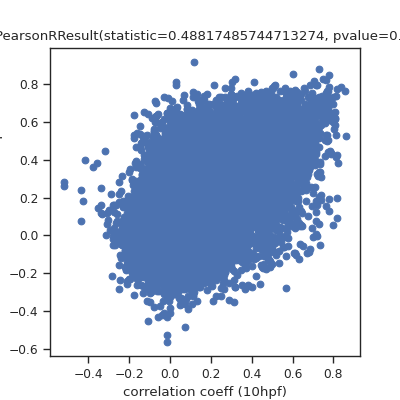 PearsonRResult(statistic=0.48817485744713274, pvalue=0.
0.8
0.6
0.4
0.2
0.0
−0.2
−0.4
−0.6
−0.4 −0.2 0.0 0.2 0.4 0.6 0.8
correlation coeff (10hpf)